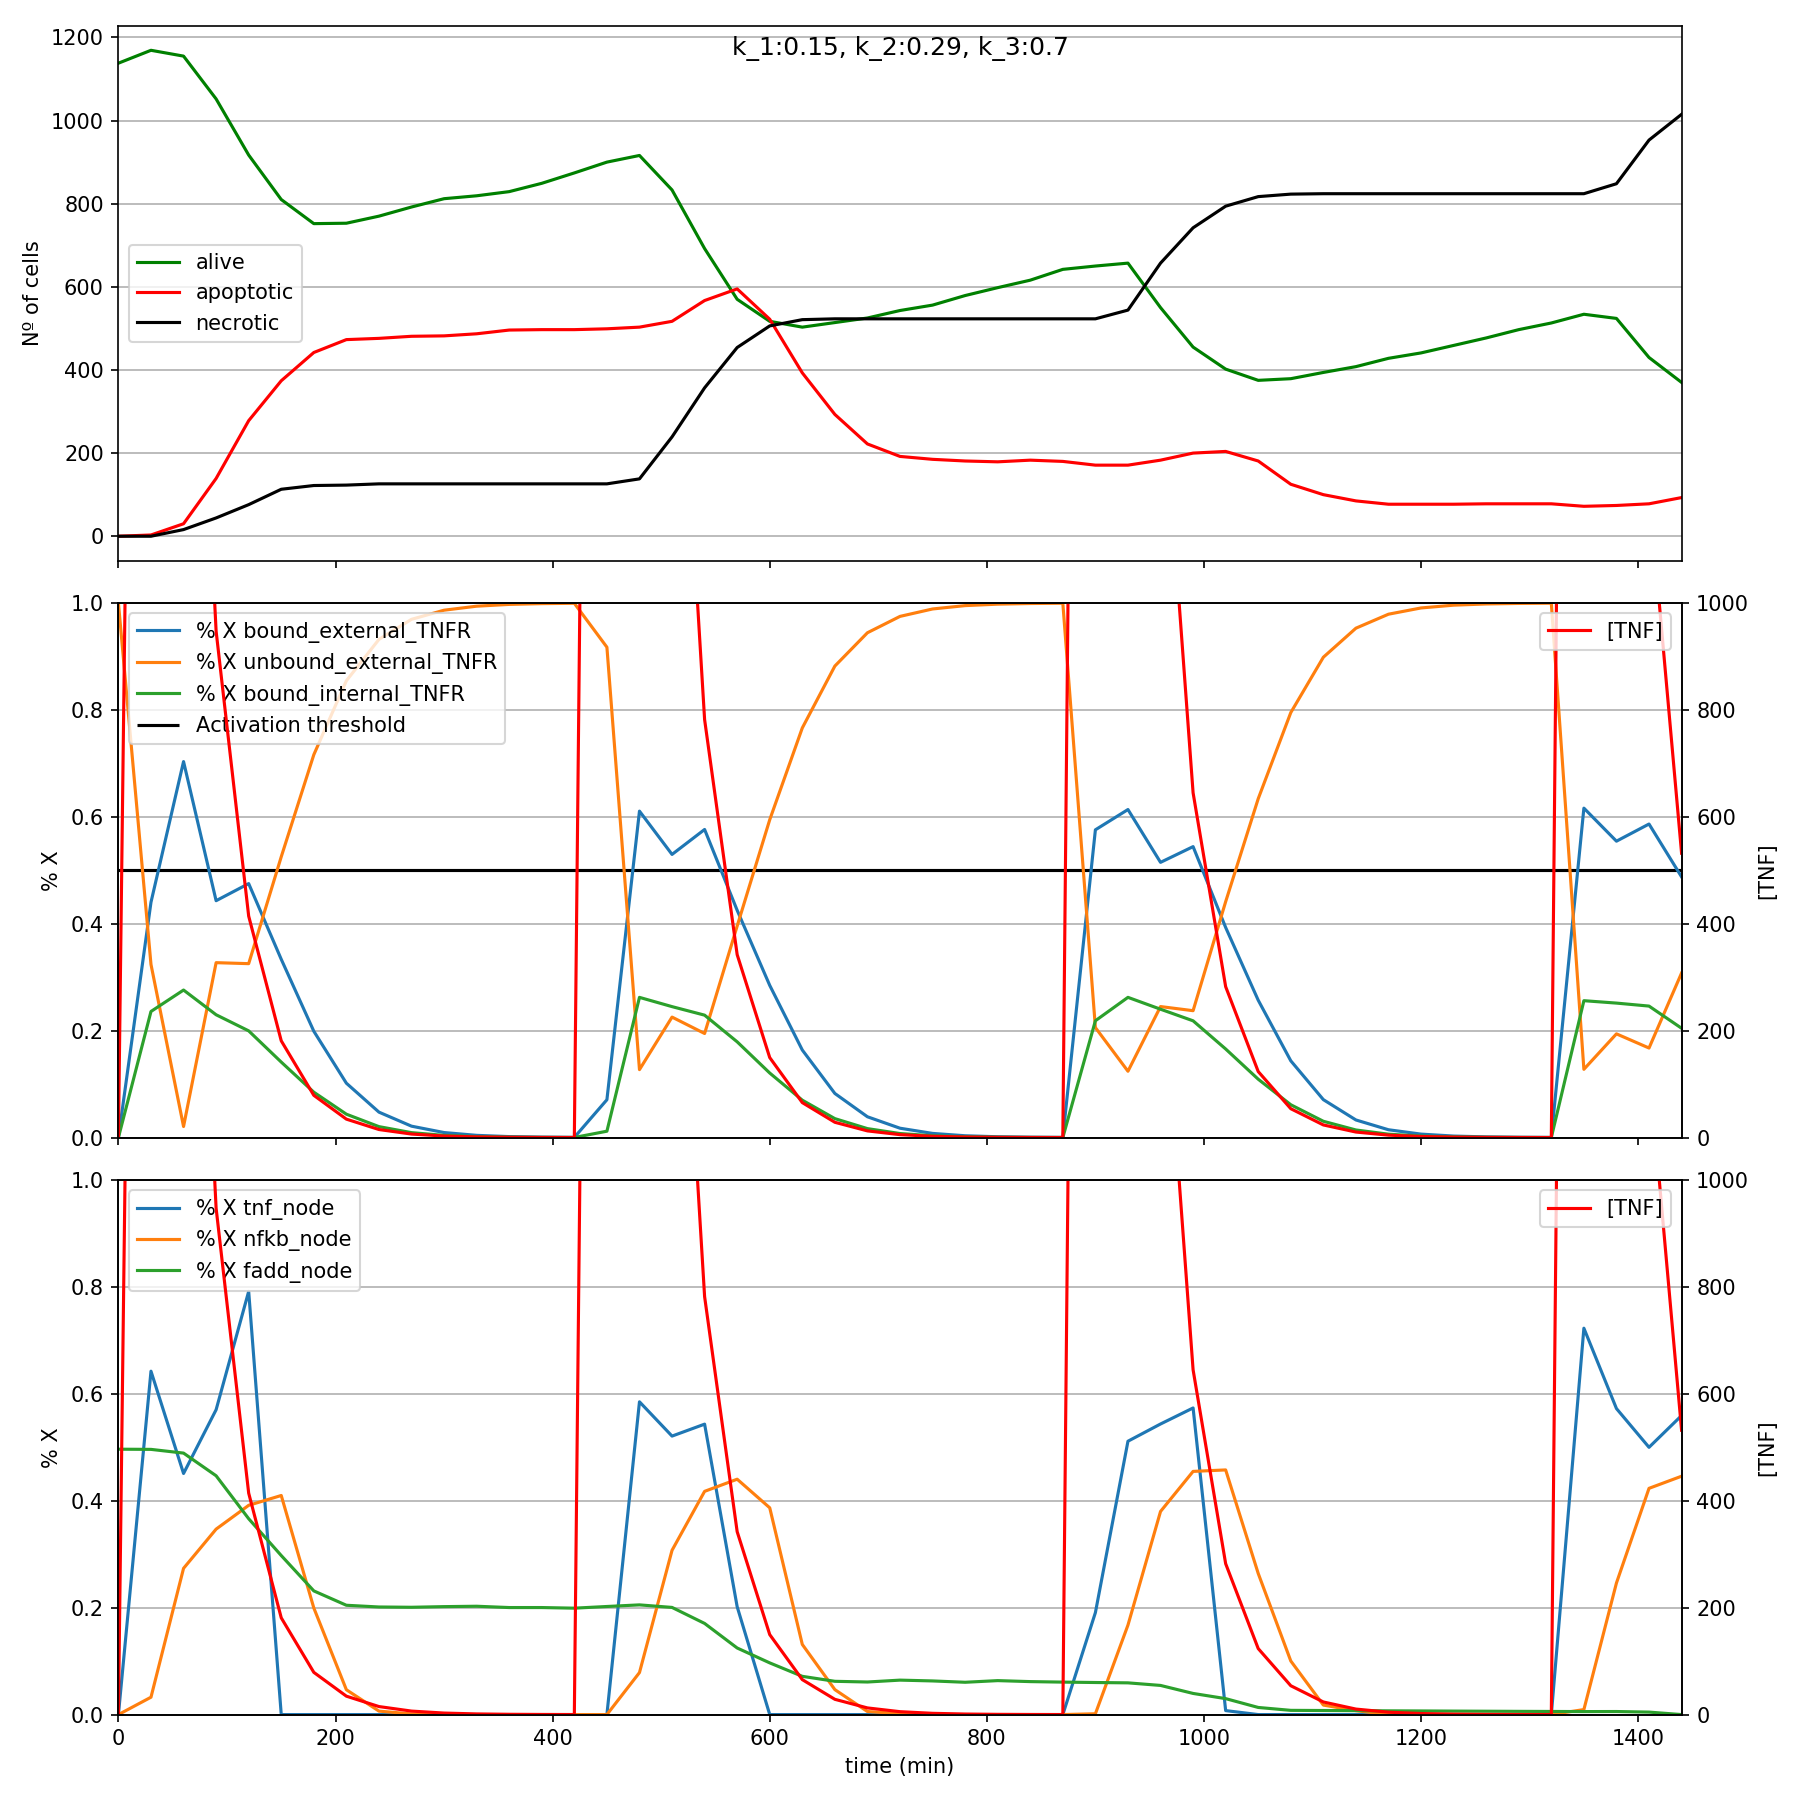 k_1:0.15, k_2:0.29, k_3:0.7
1200
1000
800
600
400
200
0
Nº of cells
alive
apoptotic
necrotic
1.0
0.8
0.6
0.4
0.2
0.0
% X
% X bound_external_TNFR
% X unbound_external_TNFR
% X bound_internal_TNFR
Activation threshold
[TNF]
1000
800
600
400
200
0
[TNF]
1.0
0.8
0.6
0.4
0.2
0.0
% X
% X tnf_node
% X nfkb_node
% X fadd_node
[TNF]
1000
800
600
400
200
0
[TNF]
0 200 400 600 800 1000 1200 1400
time (min)